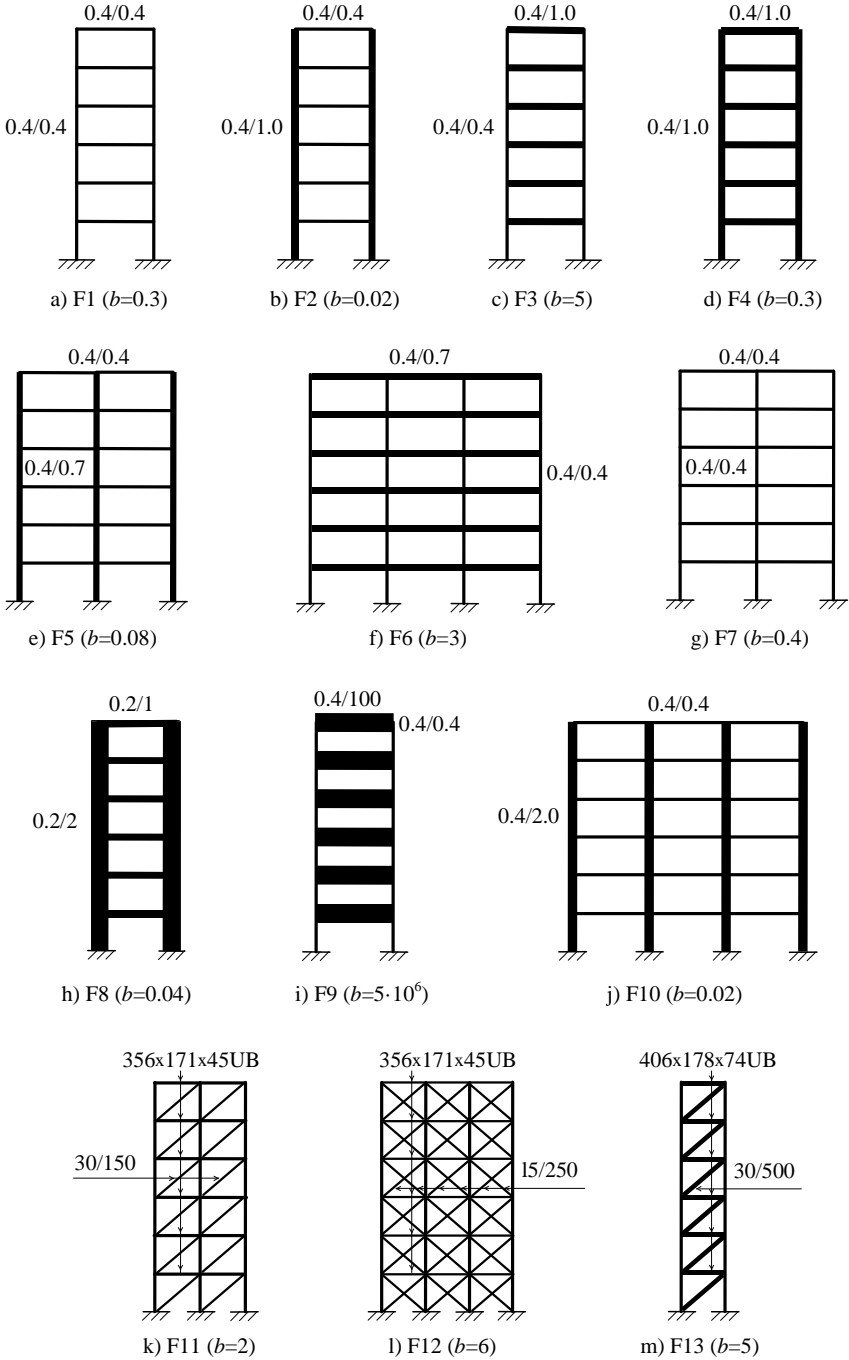 0.4/0.4 0.4/0.4 0.4/1.0 0.4/1.0
0.4/0.4 0.4/1.0 0.4/0.4 0.4/1.0
a) F1 (b=0.3) b) F2 (b=0.02) c) F3 (b=5) d) F4 (b=0.3)
0.4/0.4 0.4/0.7 0.4/0.4
0.4/0.7 0.4/0.4 0.4/0.4
e) F5 (b=0.08) f) F6 (b=3) g) F7 (b=0.4)
0.2/1 0.4/100 0.4/0.4
0.4/0.4
0.2/2 0.4/2.0
h) F8 (b=0.04) i) F9 (b=5·10⁶) j) F10 (b=0.02)
356x171x45UB 356x171x45UB 406x178x74UB
30/150 15/250 30/500
k) F11 (b=2) l) F12 (b=6) m) F13 (b=5)